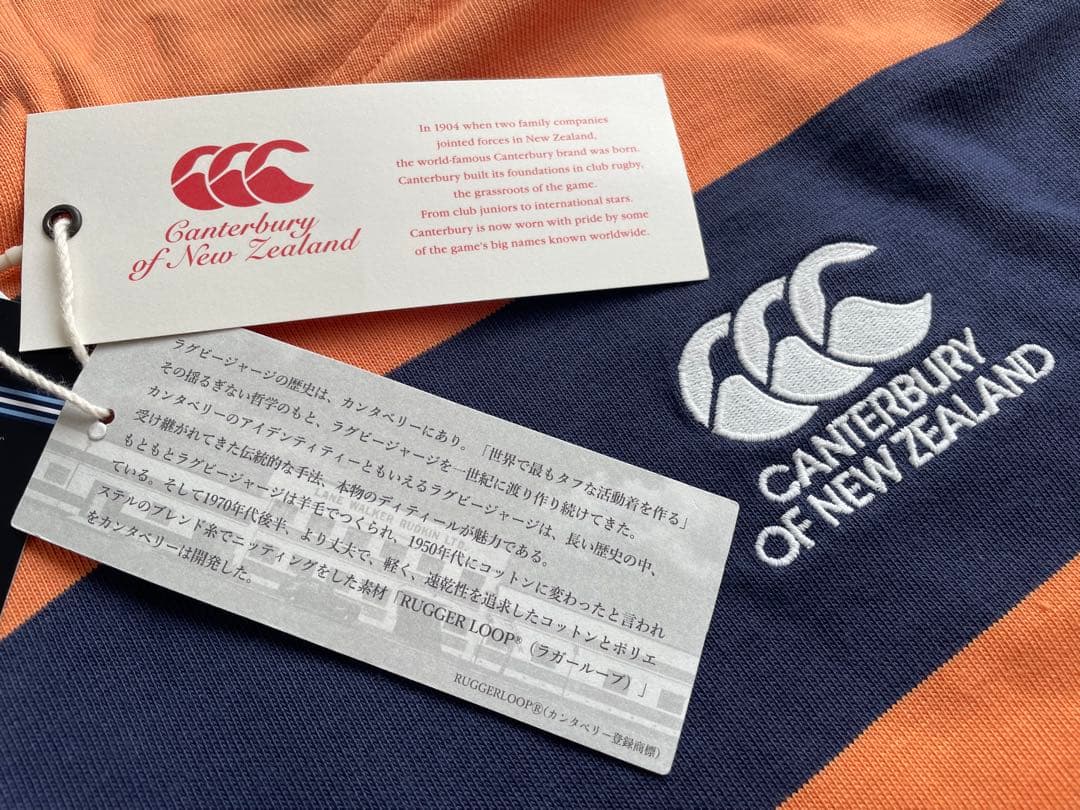 Canterbury
of New Zealand
In 1904 when two family companies
jointed forces in New Zealand,
the world-famous Canterbury brand was born.
Canterbury built its foundations in club rugby,
the grassroots of the game.
From club juniors to international stars.
Canterbury is now worn with pride by some
of the game's big names known worldwide.
CANTERBURY
OF NEW ZEALAND
ラグビージャージの歴史は、カンタベリーにあり。「世界で最もタフな活動着を作る」
その揺るぎない哲学のもと、ラグビージャージを一世紀に渡り作り続けてきた。
カンタベリーのアイデンティティーともいえるラグビージャージは、長い歴史の中、
受け継がれてきた伝統的な手法、本物のディティールが魅力である。
もともとラグビージャージは羊毛でつくられ、1950年代にコットンに変わったと言われ
ている。そして1970年代後半、より丈夫で、軽く、速乾性を追求したコットンとポリエ
ステルのブレンド糸でニッティングをした素材「RUGGER LOOP®（ラガーループ）」
をカンタベリーは開発した。
RUGGERLOOP®(カンタベリー登録商標)
LANE
WALKER RUDKIN LTD